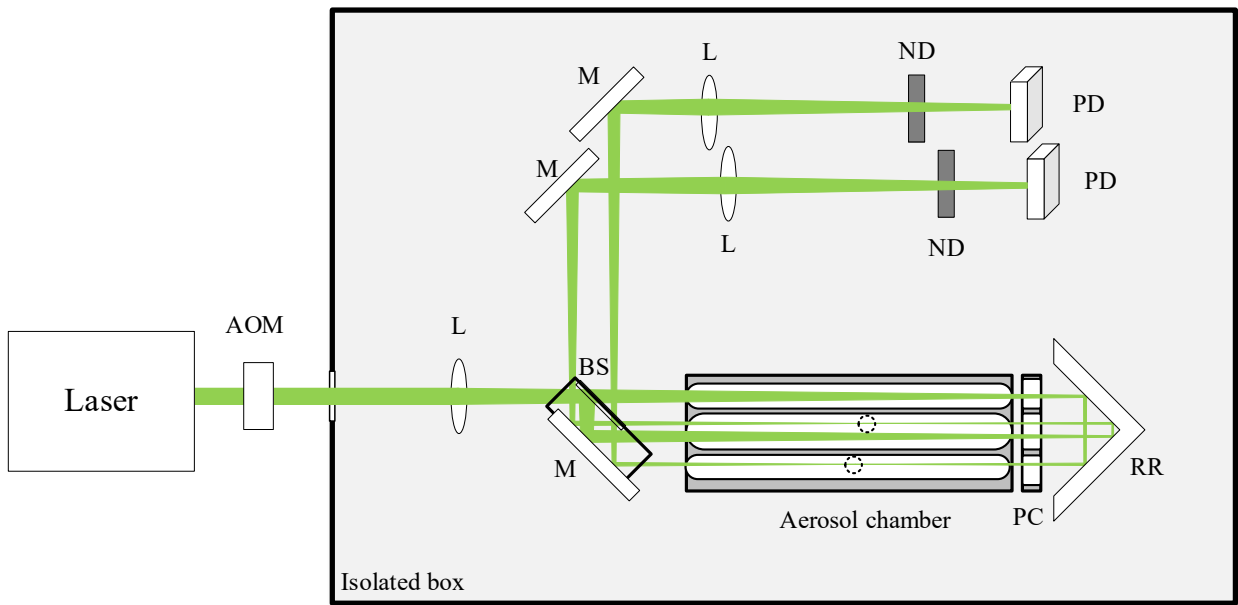 L
ND
M
PD
M
PD
L
ND
AOM
L
BS
Laser
M
RR
Aerosol chamber
PC
Isolated box